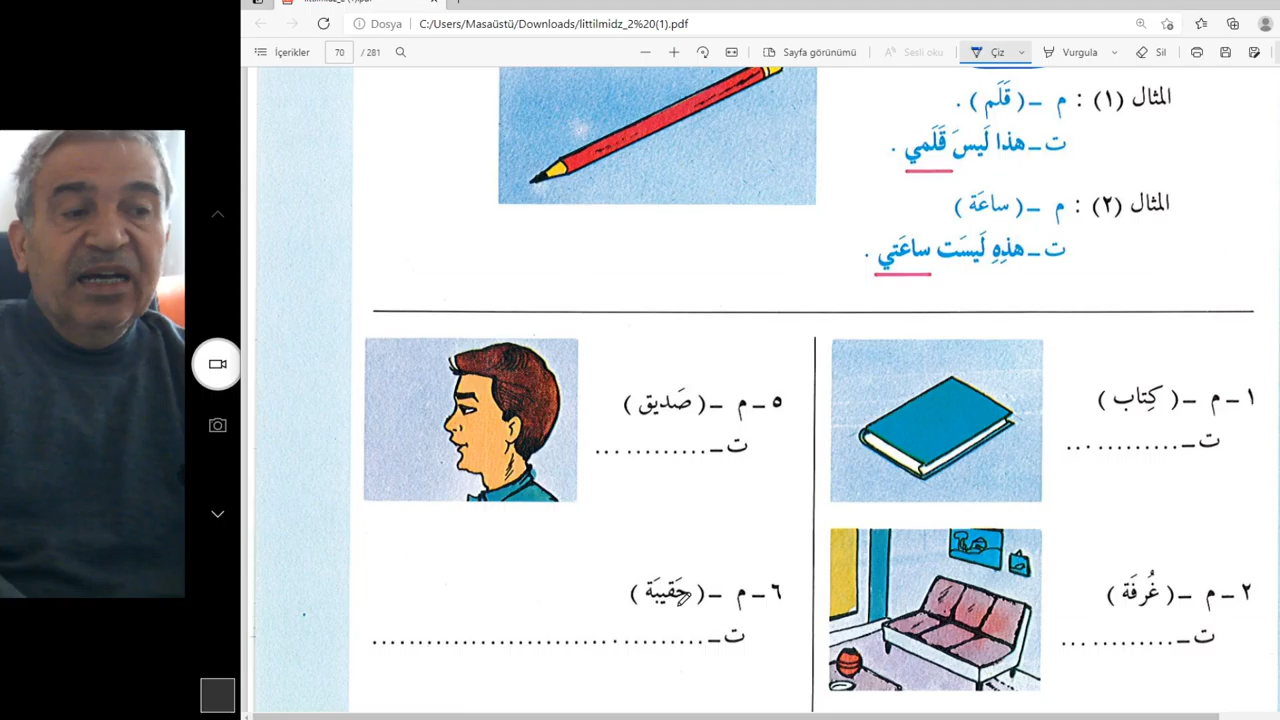 Dosya
C:/Users/Masaüstü/Downloads/littilmidz_2%20(1).pdf
İçerikler
70 / 281
Sayfa görünümü
Sesli oku
Çiz
Vurgula
Sil
المثال (١) : م ـ ( قَلَم ) .
ت ـ هذا لَيسَ قَلَمي .
المثال (٢) : م ـ ( ساعَة )
ت ـ هذِهِ لَيسَت ساعَتي .
١ ـ م ـ ( كِتاب )
ت ـ ............
٢ ـ م ـ ( غُرفَة )
ت ـ ............
٥ ـ م ـ ( صَديق )
ت ـ ............
٦ ـ م ـ ( حَقيبَة )
ت ـ ....................................